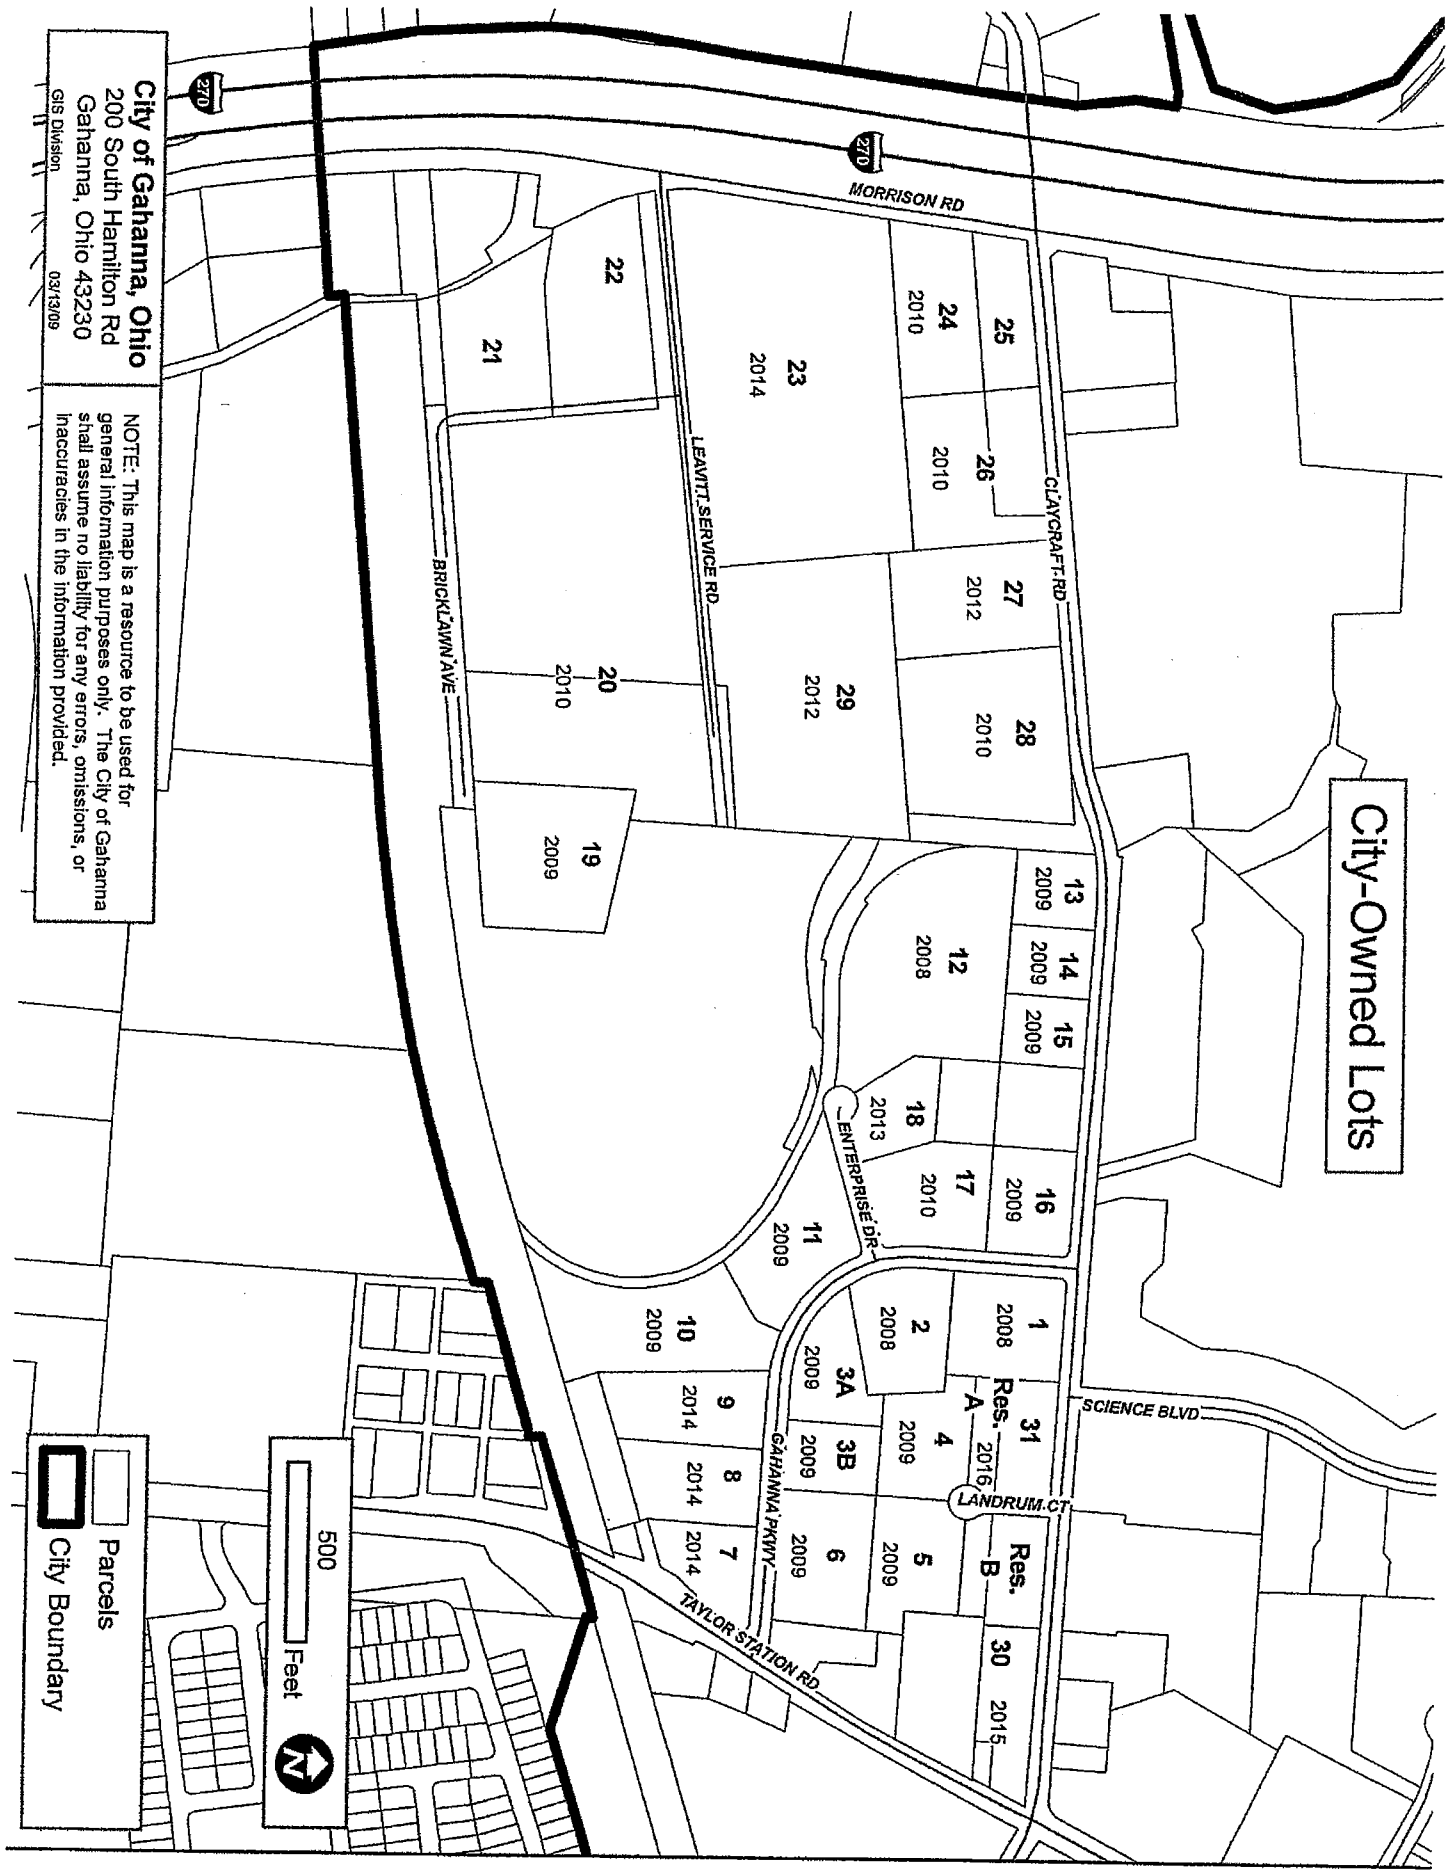 City-Owned Lots
270
270
MORRISON RD
CLAYCRAFT RD
LEAVITT SERVICE RD
BRICKLAWN AVE
ENTERPRISE DR
GAHANNA PKWY
SCIENCE BLVD
LANDRUM CT
TAYLOR STATION RD
25
24
2010
23
2014
22
21
26
2010
27
2012
28
2010
29
2012
20
2010
19
2009
13
2009
14
2009
15
2009
12
2008
18
2013
17
2010
16
2009
11
2009
10
2009
1
2008
2
2008
3A
2009
3B
2009
31
Res.
A
2016
4
2009
9
2014
8
2014
7
2014
6
2009
5
2009
Res.
B
30
2015
City of Gahanna, Ohio
200 South Hamilton Rd
Gahanna, Ohio 43230
GIS Division 03/13/09
NOTE: This map is a resource to be used for
general information purposes only. The City of Gahanna
shall assume no liability for any errors, omissions, or
inaccuracies in the information provided.
500
Feet
N
Parcels
City Boundary